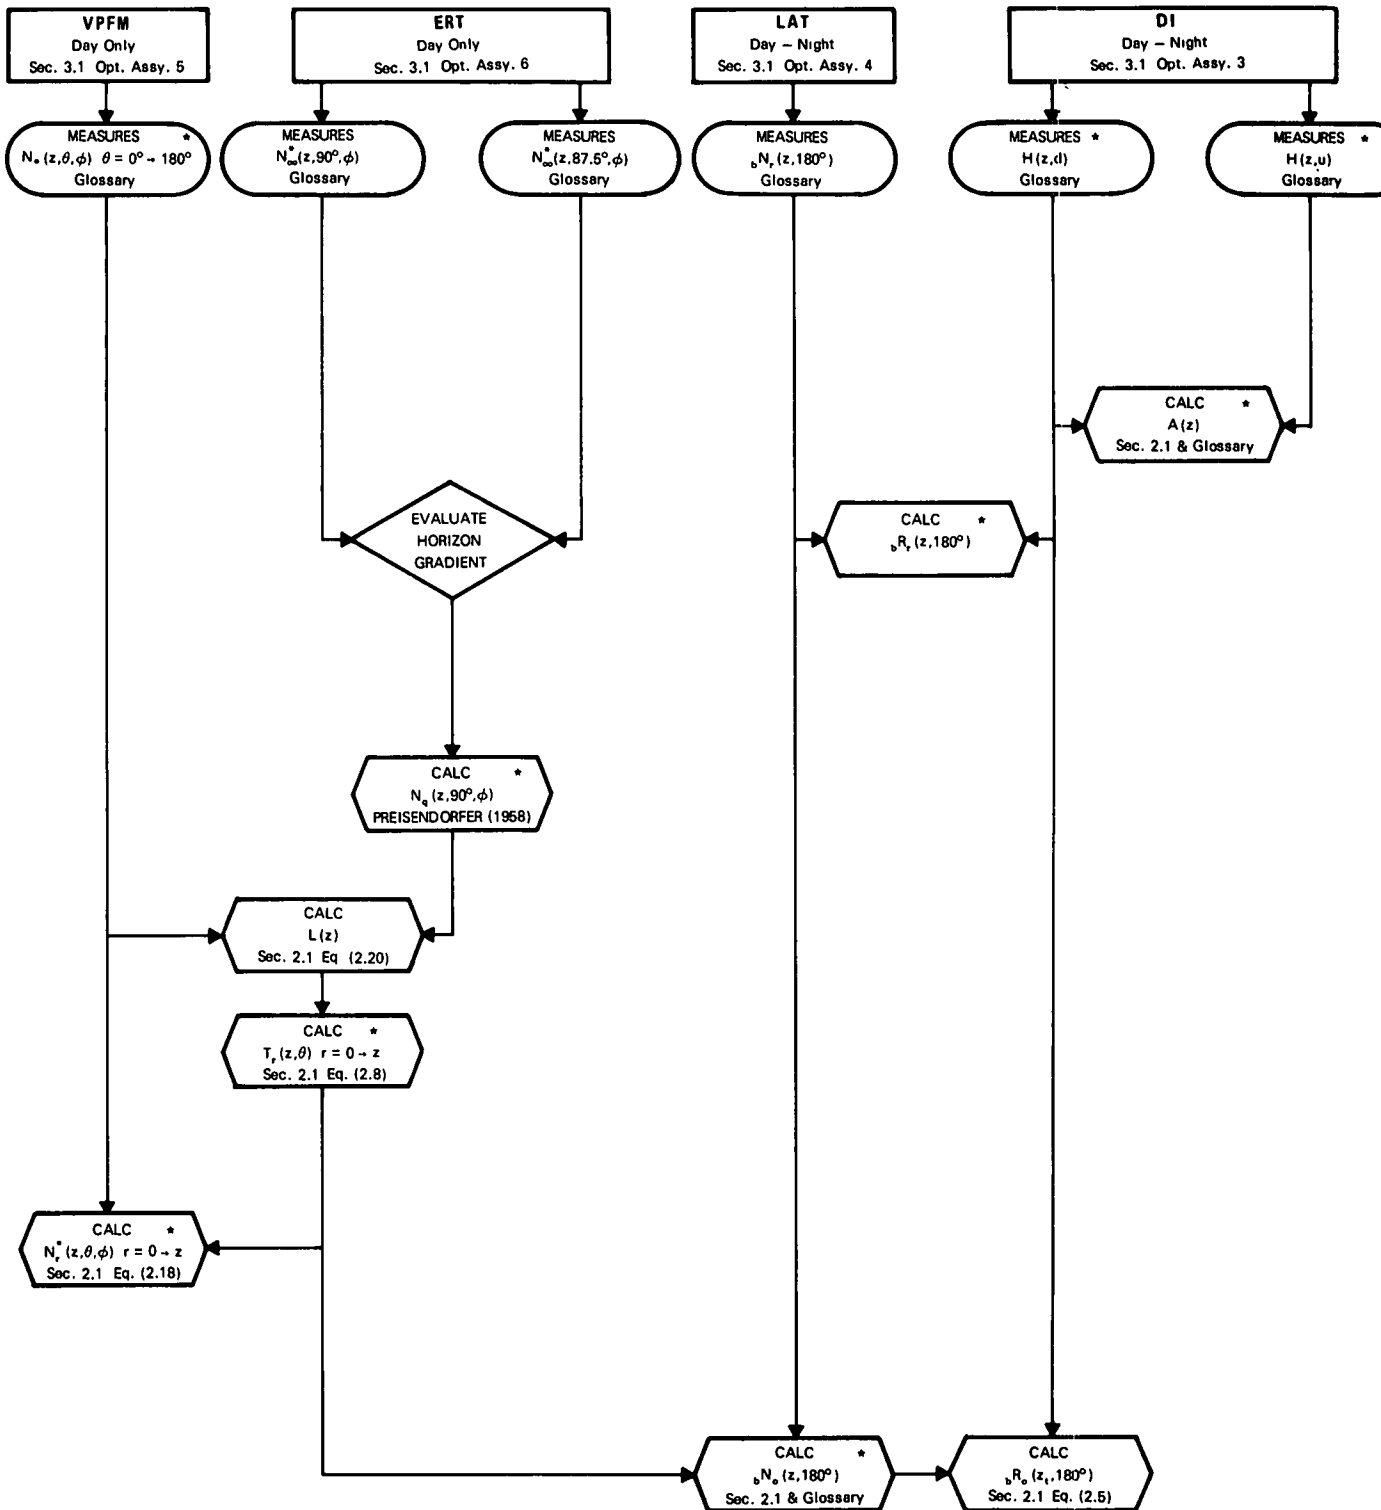 VPFM
Day Only
Sec. 3.1 Opt. Assy. 5
ERT
Day Only
Sec. 3.1 Opt. Assy. 6
LAT
Day – Night
Sec. 3.1 Opt. Assy. 4
DI
Day – Night
Sec. 3.1 Opt. Assy. 3
MEASURES *
N*(z,θ,φ) θ = 0° → 180°
Glossary
MEASURES
N*∞(z,90°,φ)
Glossary
MEASURES
N*∞(z,87.5°,φ)
Glossary
MEASURES
bNr(z,180°)
Glossary
MEASURES *
H(z,d)
Glossary
MEASURES *
H(z,u)
Glossary
CALC *
A(z)
Sec. 2.1 & Glossary
CALC *
bRr(z,180°)
EVALUATE
HORIZON
GRADIENT
CALC *
Nq(z,90°,φ)
PREISENDORFER (1958)
CALC
L(z)
Sec. 2.1 Eq (2.20)
CALC *
Tr(z,θ) r = 0 → z
Sec. 2.1 Eq. (2.8)
CALC *
N*r(z,θ,φ) r = 0 → z
Sec. 2.1 Eq. (2.18)
CALC *
bNo(z,180°)
Sec. 2.1 & Glossary
CALC
bRo(zt,180°)
Sec. 2.1 Eq. (2.5)